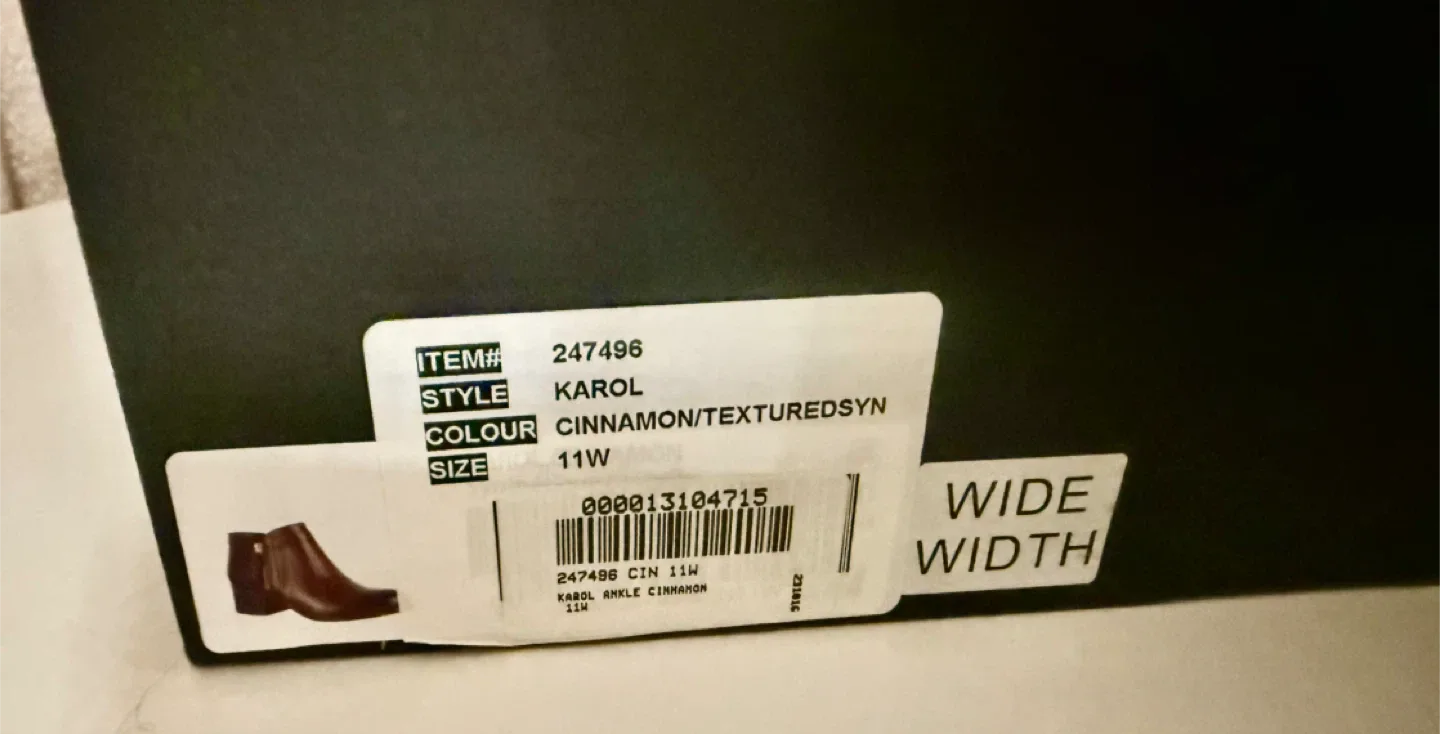 ITEM# 247496
STYLE KAROL
COLOUR CINNAMON/TEXTUREDSYN
SIZE 11W
000013104715
247496 CIN 11W
KAROL ANKLE CINNAMON
11W
WIDE
WIDTH